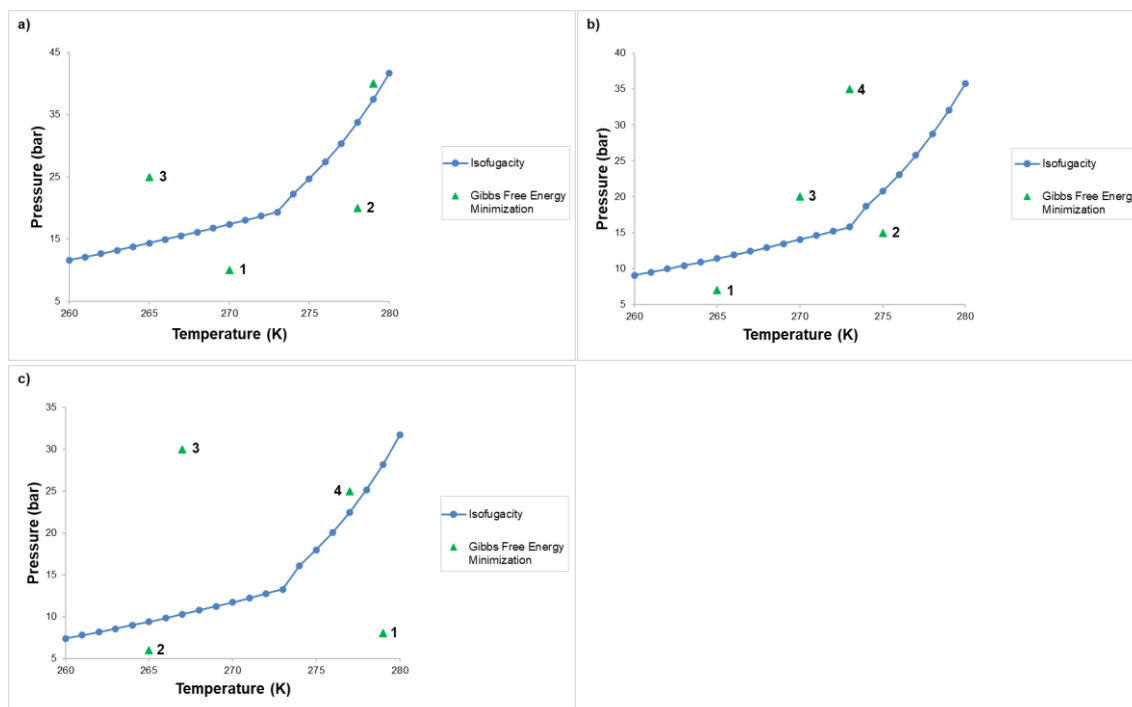 a)
45
35
25
15
5
Pressure (bar)
3
2
1
260
265
270
275
280
Temperature (K)
Isofugacity
Gibbs Free Energy
Minimization
b)
40
35
30
25
20
15
10
5
Pressure (bar)
4
3
2
1
260
265
270
275
280
Temperature (K)
Isofugacity
Gibbs Free Energy
Minimization
c)
35
30
25
20
15
10
5
Pressure (bar)
3
4
1
2
260
265
270
275
280
Temperature (K)
Isofugacity
Gibbs Free Energy
Minimization